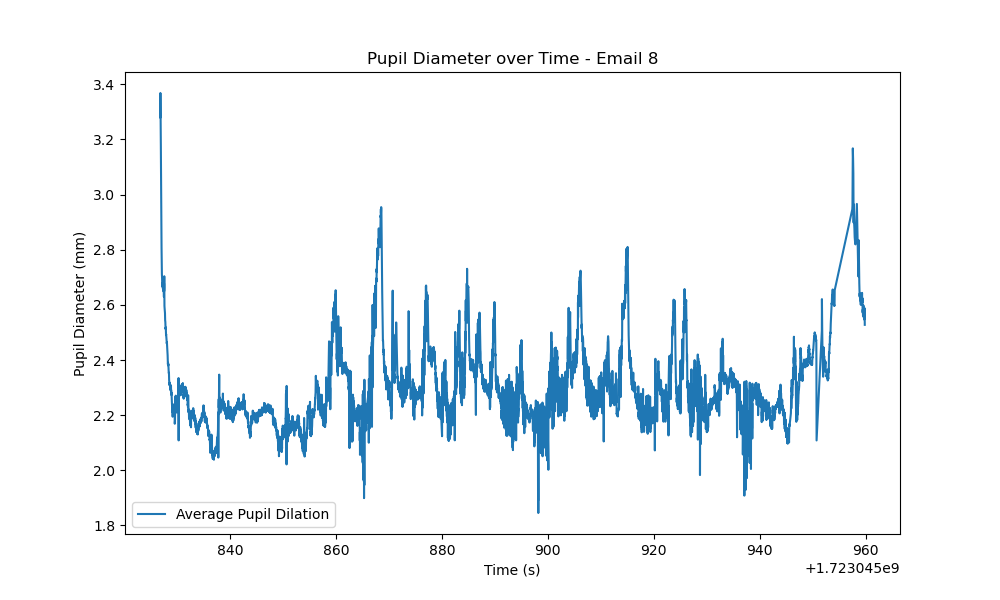 Pupil Diameter over Time - Email 8
Pupil Diameter (mm)
3.4
3.2
3.0
2.8
2.6
2.4
2.2
2.0
1.8
Average Pupil Dilation
840 860 880 900 920 940 960
Time (s)
+1.723045e9